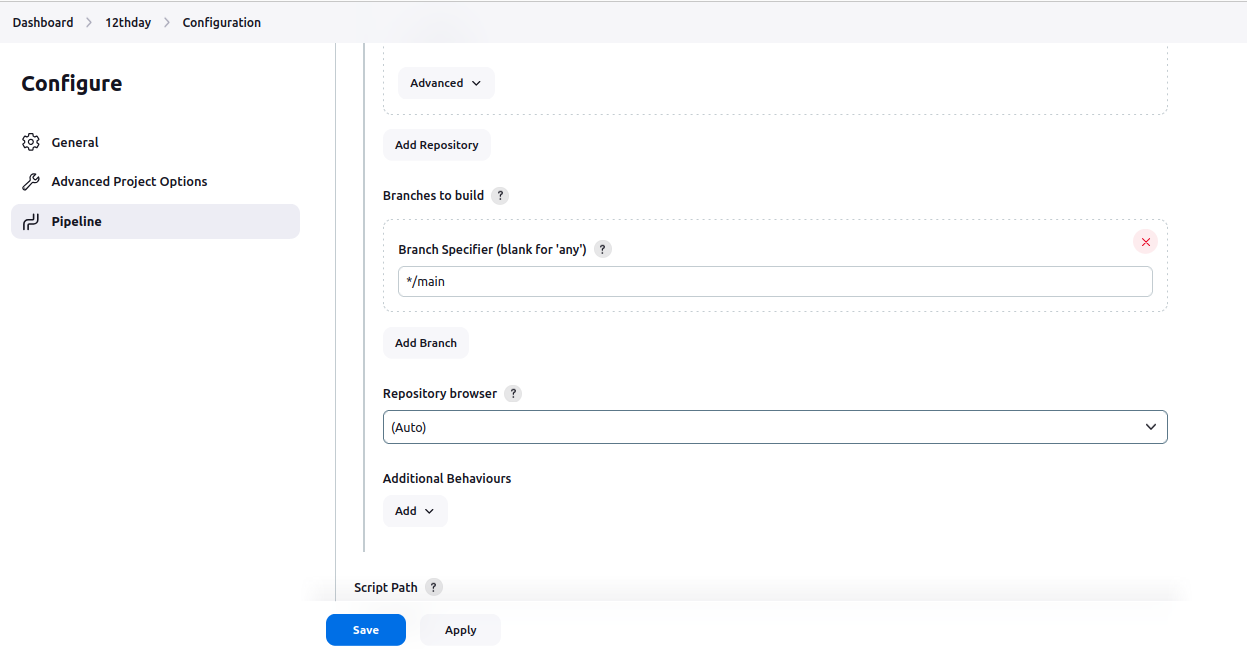 Dashboard > 12thday > Configuration
Configure
General
Advanced Project Options
Pipeline
Advanced
Add Repository
Branches to build ?
Branch Specifier (blank for 'any') ?
*/main
Add Branch
Repository browser ?
(Auto)
Additional Behaviours
Add
Script Path ?
Save
Apply